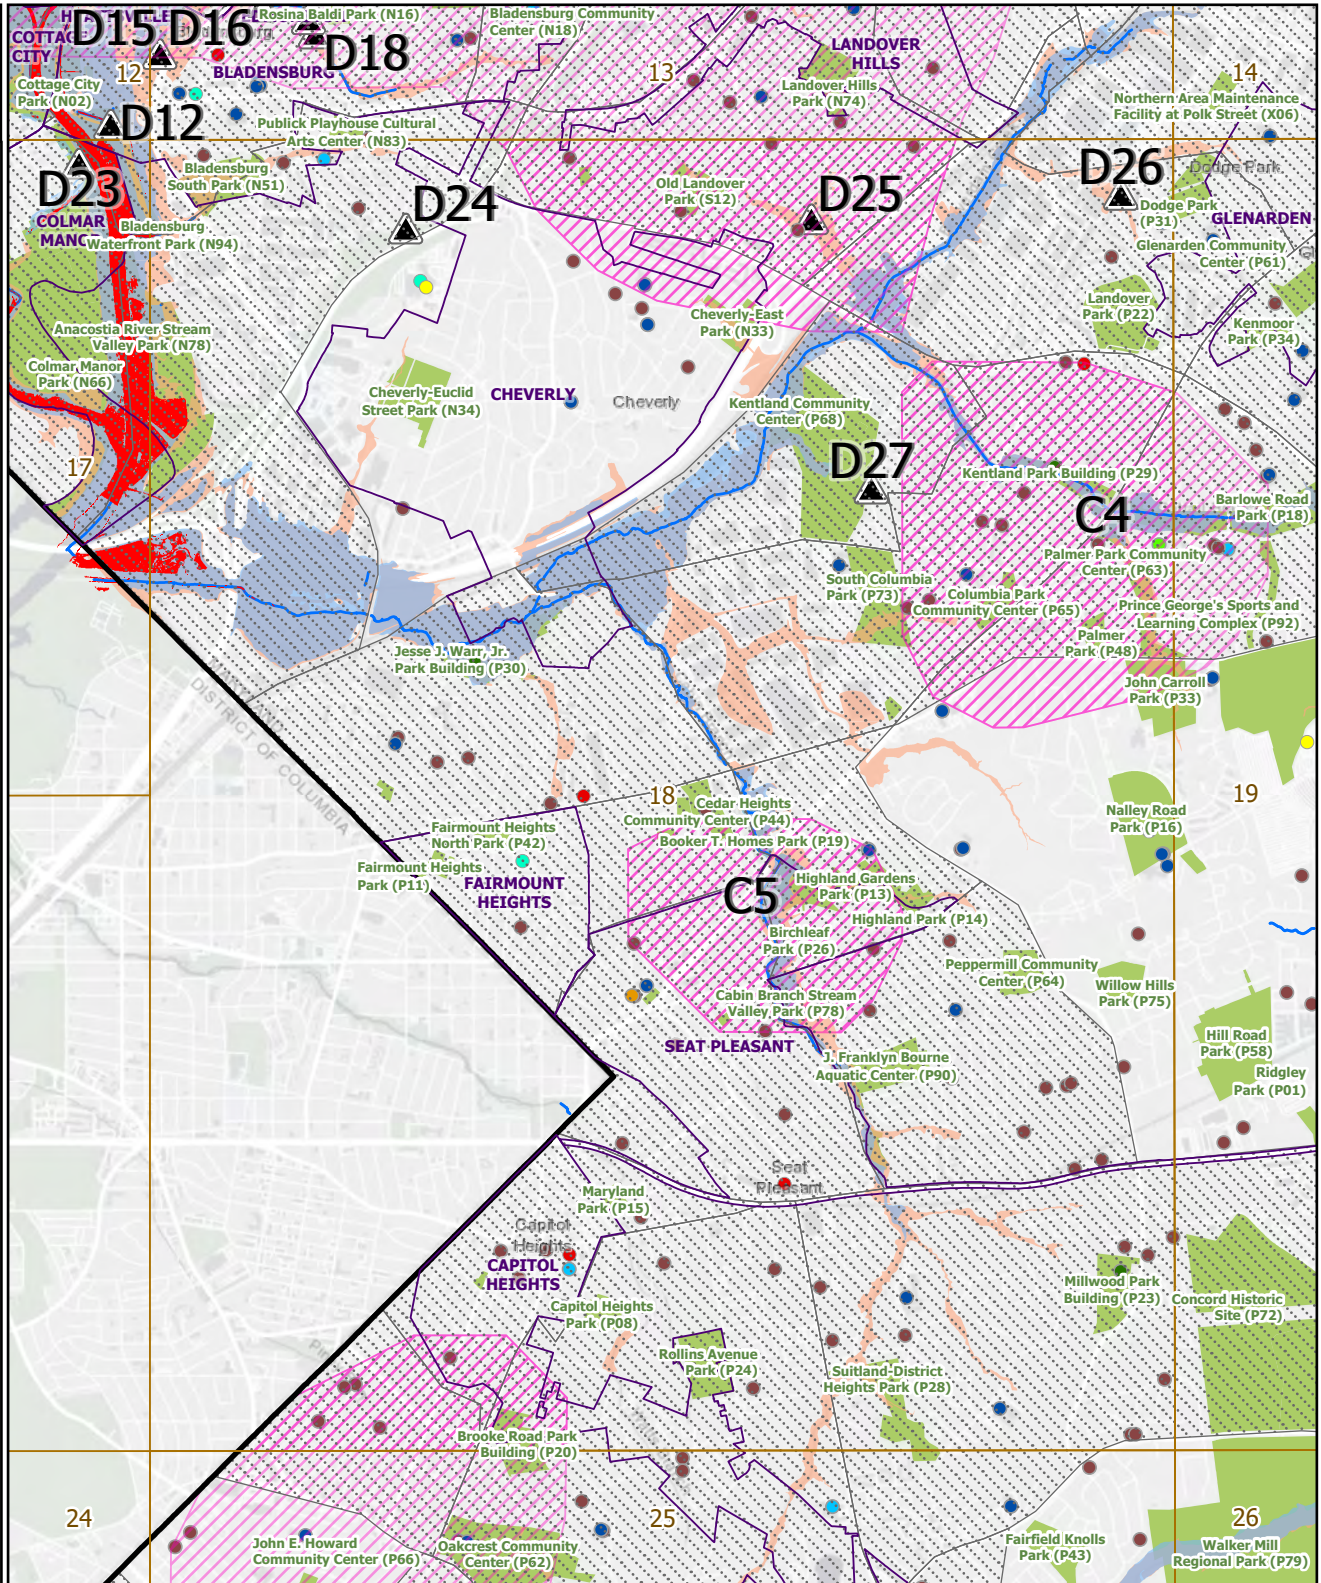 D15
D16
Rosina Baldi Park (N16)
D18
Bladensburg Community
Center (N18)
LANDOVER
HILLS
COTTAGE
CITY
12
BLADENSBURG
13
14
Cottage City
Park (N02)
Landover Hills
Park (N74)
Northern Area Maintenance
Facility at Polk Street (X06)
D12
Publick Playhouse Cultural
Arts Center (N83)
D23
Bladensburg
South Park (N51)
D24
Old Landover
Park (S12)
D25
D26
Dodge Park
Dodge Park
(P31)
GLENARDEN
COLMAR
MANOR
Bladensburg
Waterfront Park (N94)
Glenarden Community
Center (P61)
Landover
Park (P22)
Kenmoor
Park (P34)
Anacostia River Stream
Valley Park (N78)
Cheverly-East
Park (N33)
Colmar Manor
Park (N66)
Cheverly-Euclid
Street Park (N34)
CHEVERLY
Cheverly
Kentland Community
Center (P68)
17
D27
Kentland Park Building (P29)
C4
Barlowe Road
Park (P18)
Palmer Park Community
Center (P63)
South Columbia
Park (P73)
Columbia Park
Community Center (P65)
Prince George's Sports and
Learning Complex (P92)
Palmer
Park (P48)
Jesse J. Warr, Jr.
Park Building (P30)
John Carroll
Park (P33)
MARYLAND
DISTRICT OF COLUMBIA
18
19
Cedar Heights
Community Center (P44)
Nalley Road
Park (P16)
Fairmount Heights
North Park (P42)
Booker T. Homes Park (P19)
Fairmount Heights
Park (P11)
FAIRMOUNT
HEIGHTS
C5
Highland Gardens
Park (P13)
Highland Park (P14)
Birchleaf
Park (P26)
Peppermill Community
Center (P64)
Willow Hills
Park (P75)
Cabin Branch Stream
Valley Park (P78)
SEAT PLEASANT
Hill Road
Park (P58)
J. Franklyn Bourne
Aquatic Center (P90)
Ridgley
Park (P01)
Seat
Pleasant
Maryland
Park (P15)
Capitol
Heights
CAPITOL
HEIGHTS
Millwood Park
Building (P23)
Concord Historic
Site (P72)
Capitol Heights
Park (P08)
Rollins Avenue
Park (P24)
Suitland-District
Heights Park (P28)
Brooke Road Park
Building (P20)
24
25
26
John E. Howard
Community Center (P66)
Oakcrest Community
Center (P62)
Fairfield Knolls
Park (P43)
Walker Mill
Regional Park (P79)